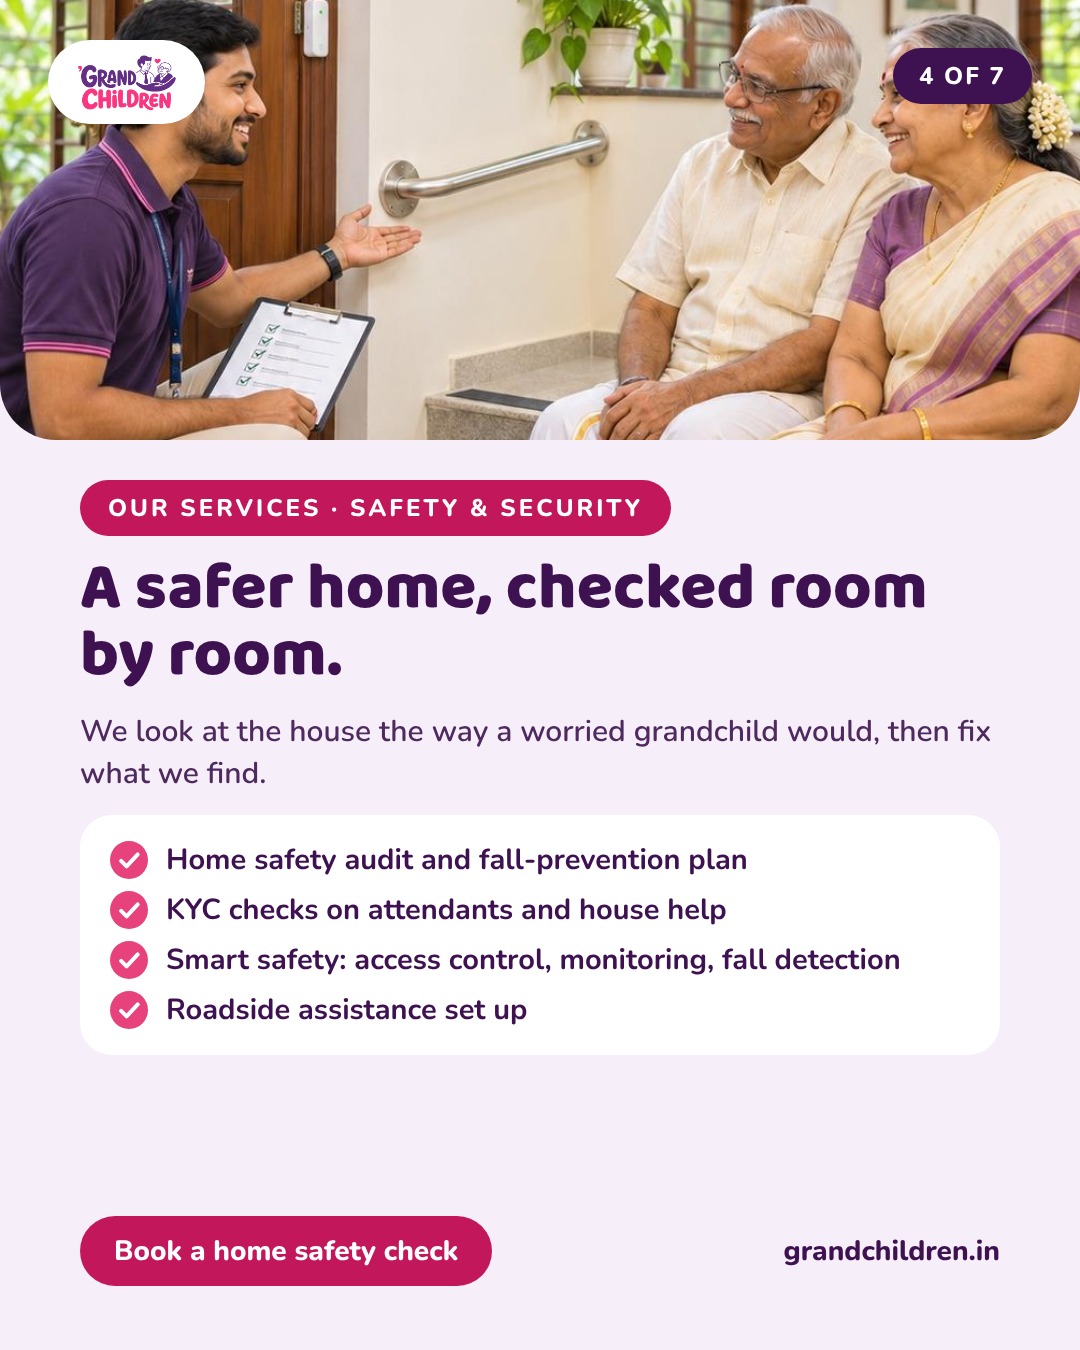 'GRAND
CHiLDREN
4 OF 7
OUR SERVICES · SAFETY & SECURITY
A safer home, checked room
by room.
We look at the house the way a worried grandchild would, then fix
what we find.
Home safety audit and fall-prevention plan
KYC checks on attendants and house help
Smart safety: access control, monitoring, fall detection
Roadside assistance set up
Book a home safety check
grandchildren.in